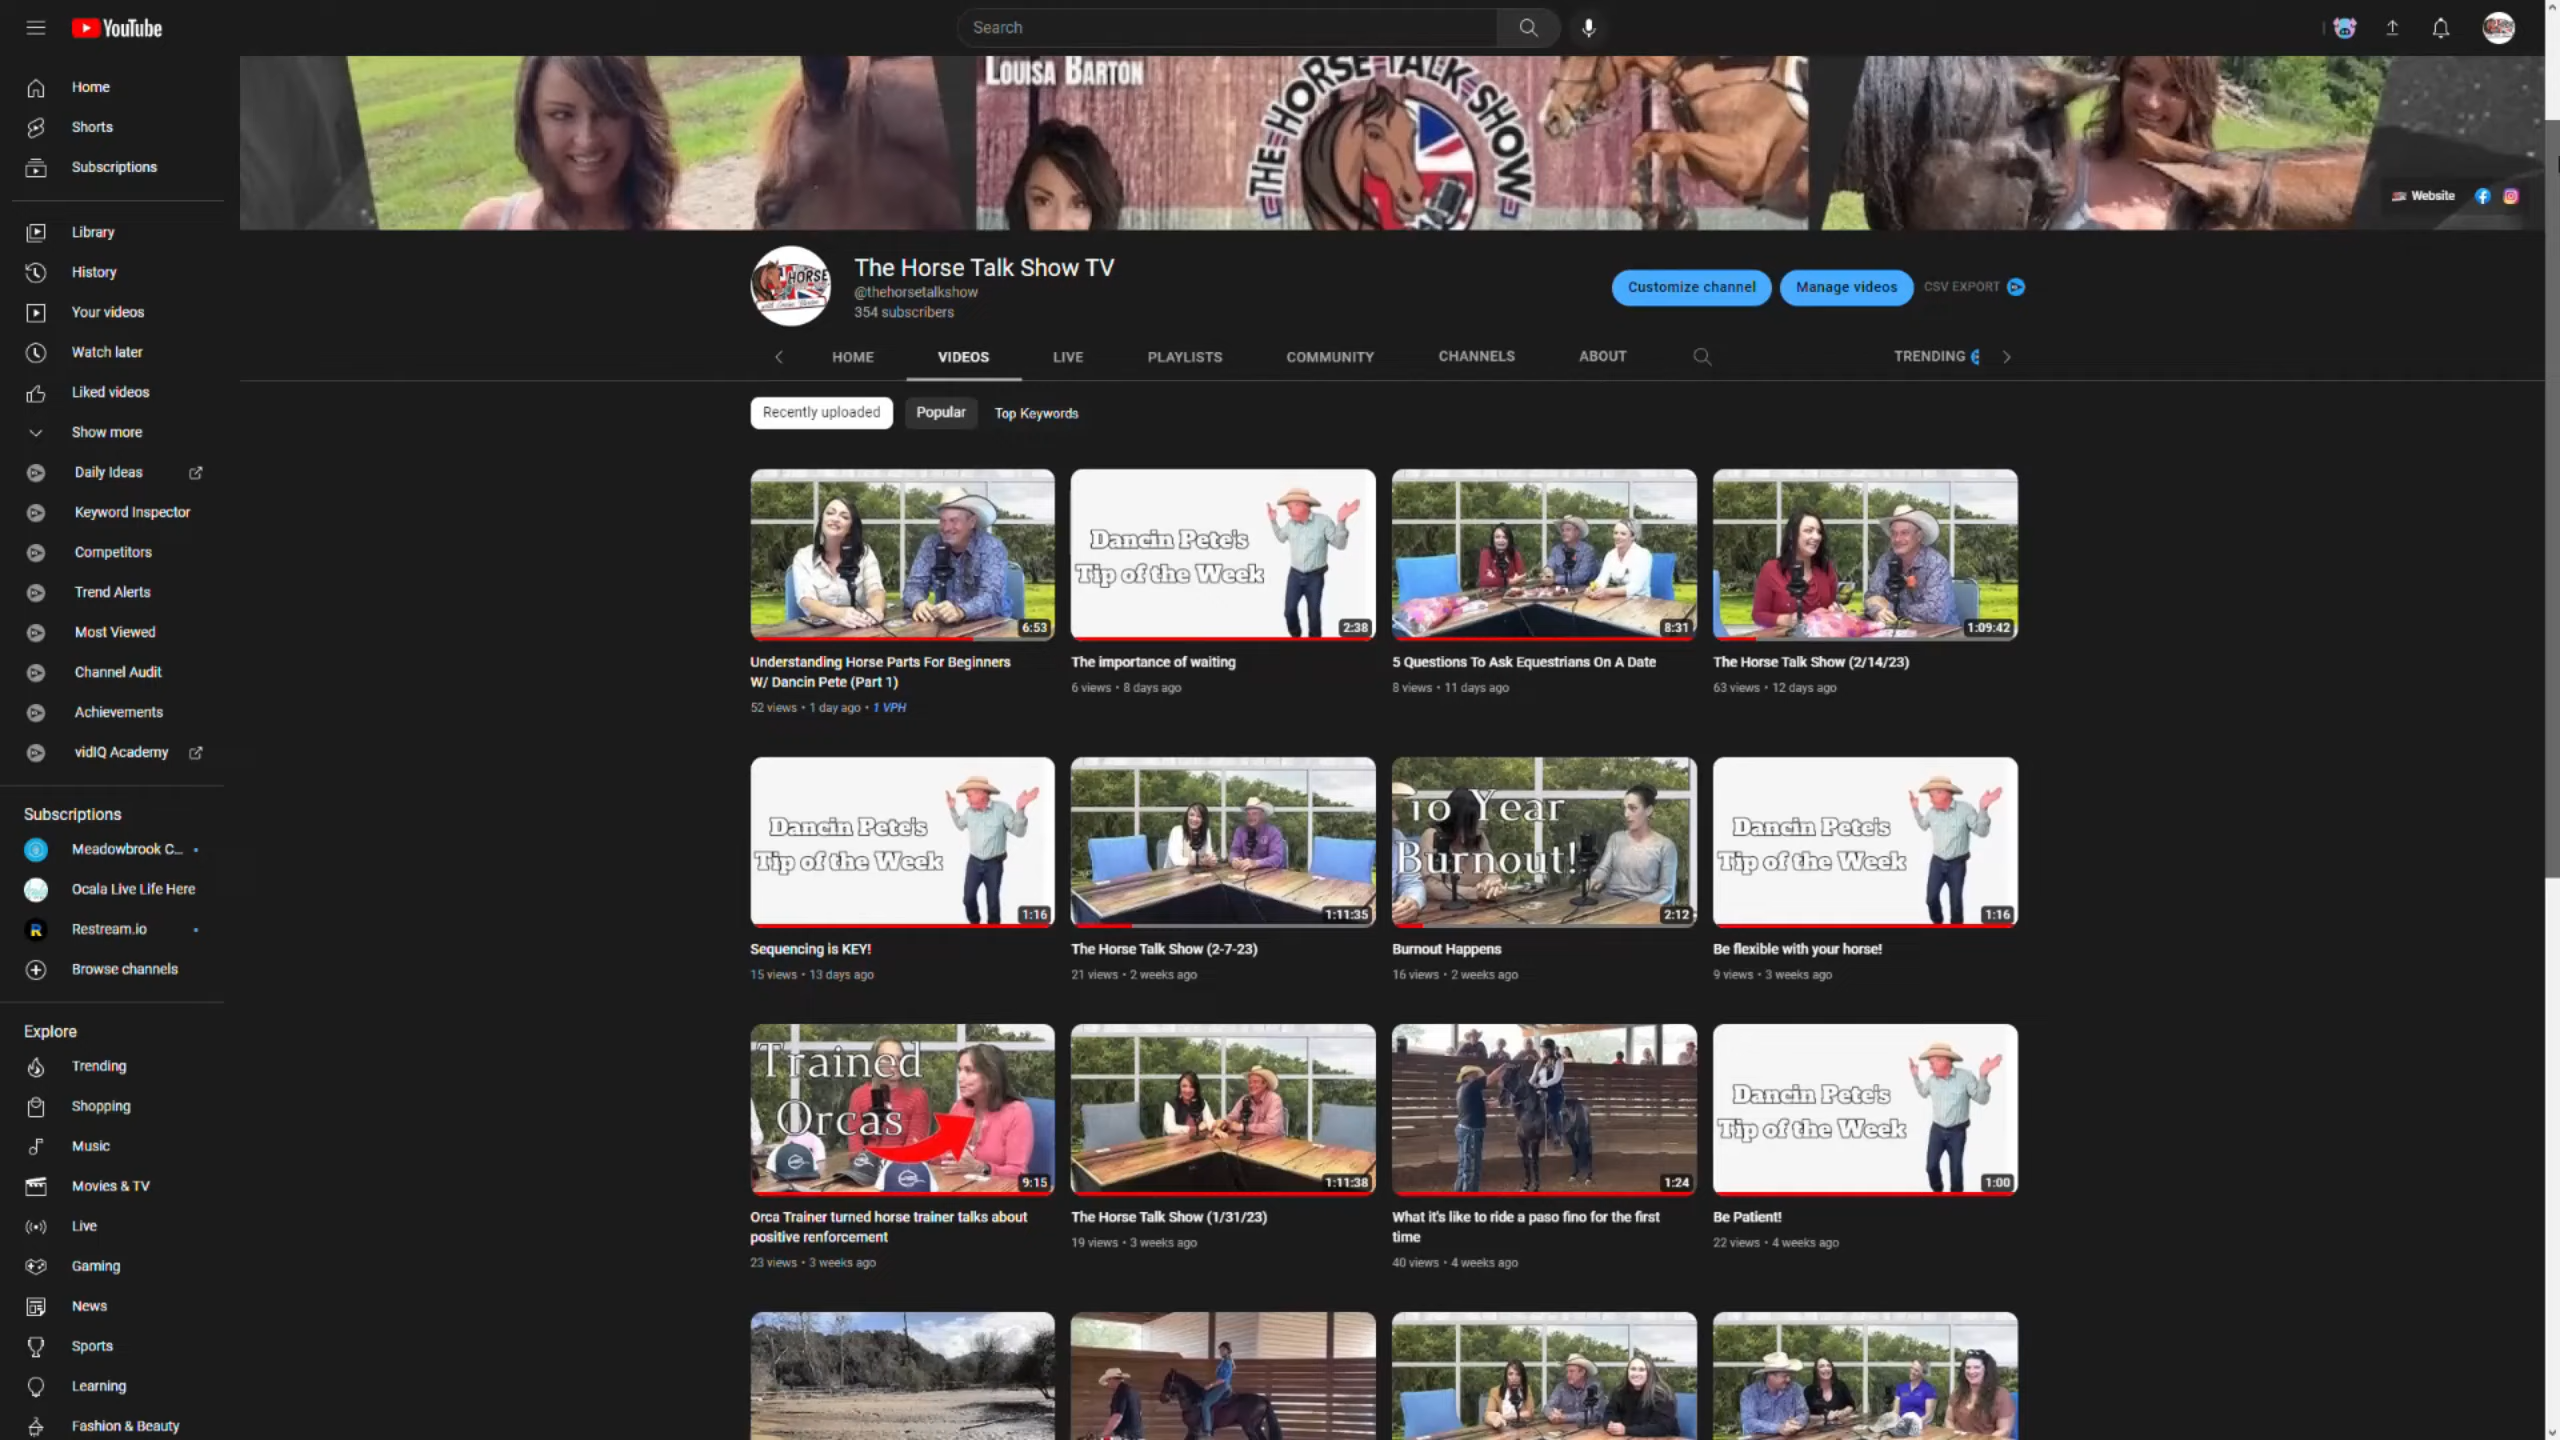 YouTube
Search
Home
Shorts
Subscriptions
Library
History
Your videos
Watch later
Liked videos
Show more
Daily Ideas
Keyword Inspector
Competitors
Trend Alerts
Most Viewed
Channel Audit
Achievements
vidIQ Academy
Subscriptions
Meadowbrook C...
Ocala Live Life Here
Restream.io
Browse channels
Explore
Trending
Shopping
Music
Movies & TV
Live
Gaming
News
Sports
Learning
Fashion & Beauty
LOUISA BARTON
THE HORSE TALK SHOW
Website
HORSE
The Horse Talk Show TV
@thehorsetalkshow
354 subscribers
Customize channel
Manage videos
CSV EXPORT
HOME
VIDEOS
LIVE
PLAYLISTS
COMMUNITY
CHANNELS
ABOUT
TRENDING
Recently uploaded
Popular
Top Keywords
6:53
Understanding Horse Parts For Beginners
W/ Dancin Pete (Part 1)
52 views • 1 day ago • 1 VPH
Dancin Pete's
Tip of the Week
2:38
The importance of waiting
6 views • 8 days ago
8:31
5 Questions To Ask Equestrians On A Date
8 views • 11 days ago
1:09:42
The Horse Talk Show (2/14/23)
63 views • 12 days ago
Dancin Pete's
Tip of the Week
1:16
Sequencing is KEY!
15 views • 13 days ago
1:11:35
The Horse Talk Show (2-7-23)
21 views • 2 weeks ago
10 Year
Burnout!
2:12
Burnout Happens
16 views • 2 weeks ago
Dancin Pete's
Tip of the Week
1:16
Be flexible with your horse!
9 views • 3 weeks ago
Trained
Orcas
9:15
Orca Trainer turned horse trainer talks about
positive renforcement
23 views • 3 weeks ago
1:11:38
The Horse Talk Show (1/31/23)
19 views • 3 weeks ago
1:24
What it's like to ride a paso fino for the first
time
40 views • 4 weeks ago
Dancin Pete's
Tip of the Week
1:00
Be Patient!
22 views • 4 weeks ago